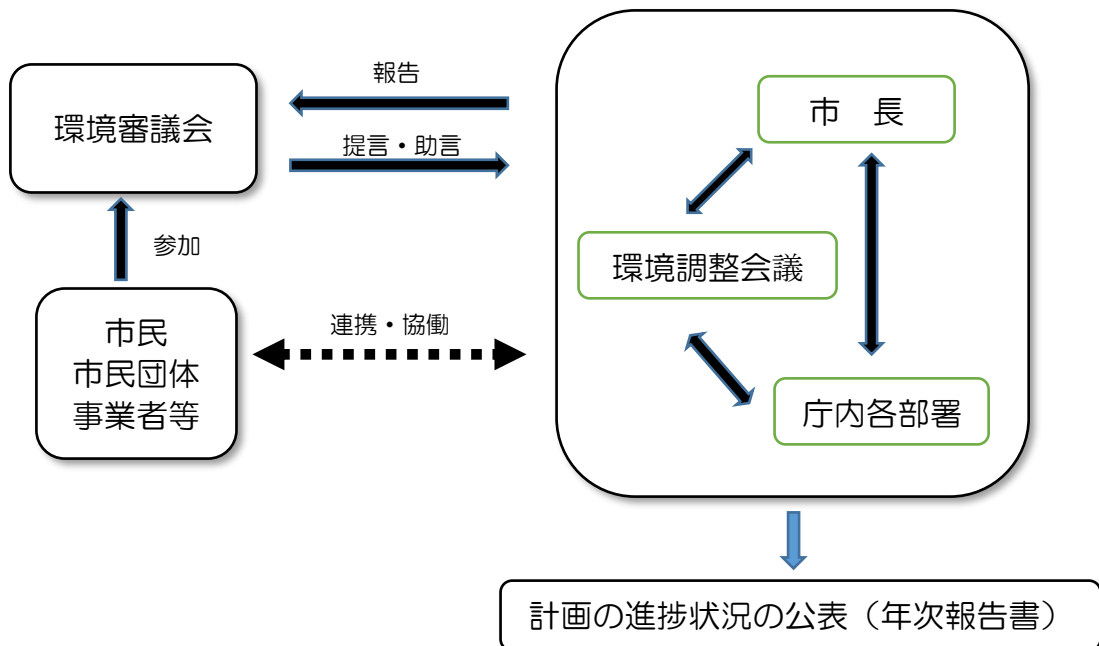 報告
環境審議会
提言・助言
参加
市民
市民団体
事業者等
連携・協働
市　長
環境調整会議
庁内各部署
計画の進捗状況の公表（年次報告書）